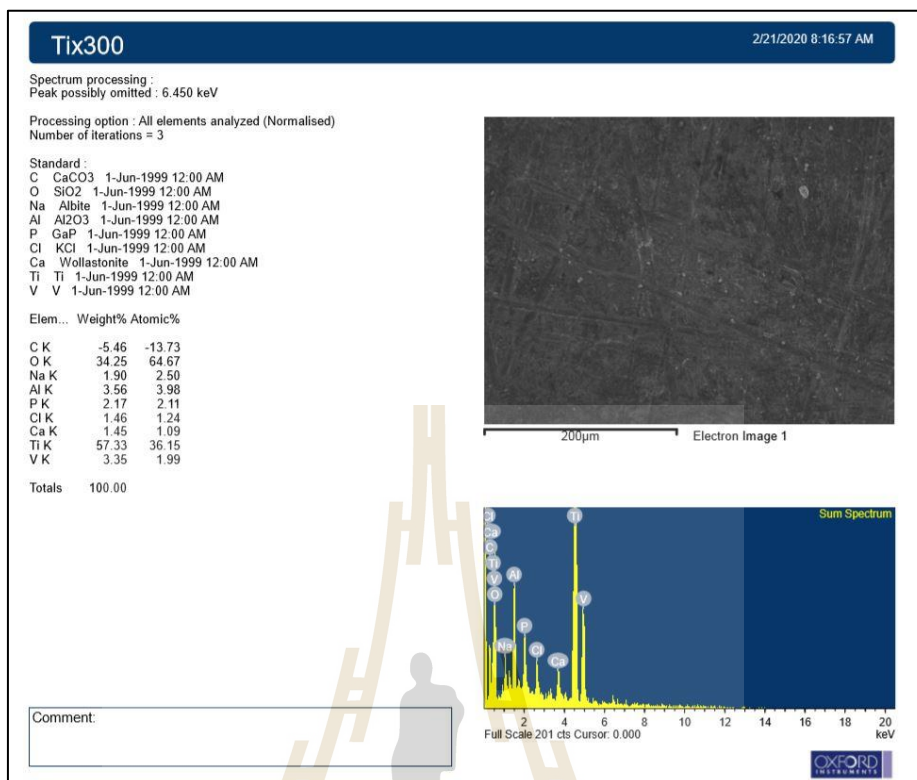 Tix300
2/21/2020 8:16:57 AM
Spectrum processing :
Peak possibly omitted : 6.450 keV
Processing option : All elements analyzed (Normalised)
Number of iterations = 3
Standard :
C CaCO3 1-Jun-1999 12:00 AM
O SiO2 1-Jun-1999 12:00 AM
Na Albite 1-Jun-1999 12:00 AM
Al Al2O3 1-Jun-1999 12:00 AM
P GaP 1-Jun-1999 12:00 AM
Cl KCl 1-Jun-1999 12:00 AM
Ca Wollastonite 1-Jun-1999 12:00 AM
Ti Ti 1-Jun-1999 12:00 AM
V V 1-Jun-1999 12:00 AM
Elem... Weight% Atomic%
C K -5.46 -13.73
O K 34.25 64.67
Na K 1.90 2.50
Al K 3.56 3.98
P K 2.17 2.11
Cl K 1.46 1.24
Ca K 1.45 1.09
Ti K 57.33 36.15
V K 3.35 1.99
Totals 100.00
200µm
Electron Image 1
Sum Spectrum
Cl
Ca
C
Ti
V
O
Na
Al
P
Cl
Ca
Ti
V
2 4 6 8 10 12 14 16 18 20
Full Scale 201 cts Cursor: 0.000
keV
Comment:
OXFORD
INSTRUMENTS